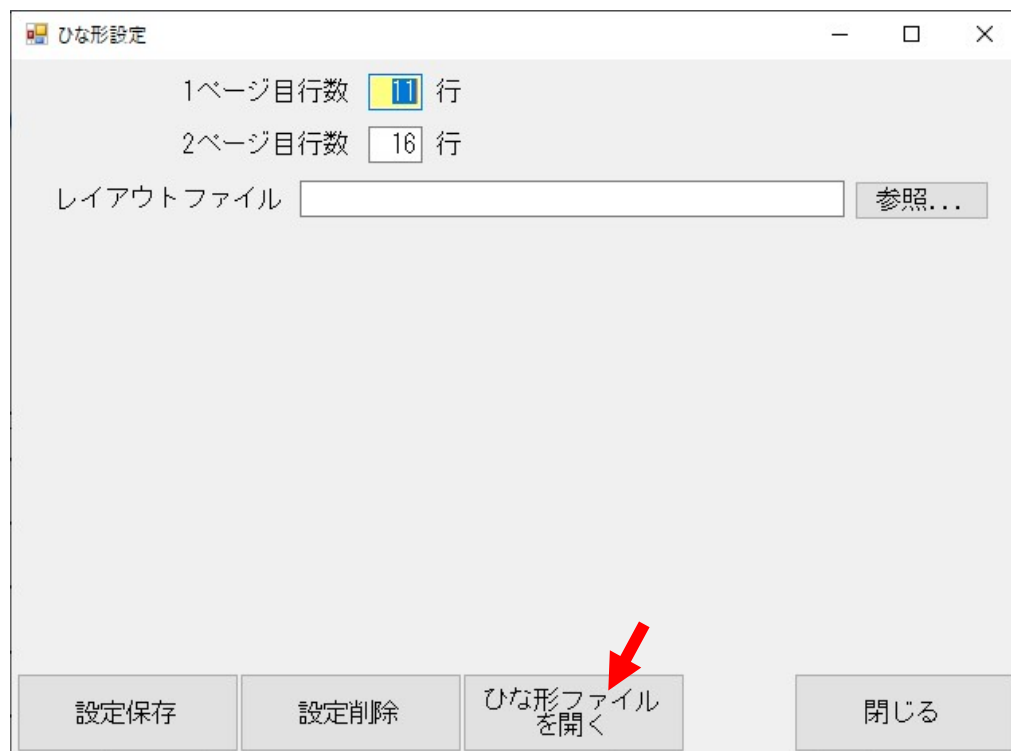 ひな形設定
1ページ目行数 11 行
2ページ目行数 16 行
レイアウトファイル 参照...
設定保存 設定削除 ひな形ファイル
を開く 閉じる